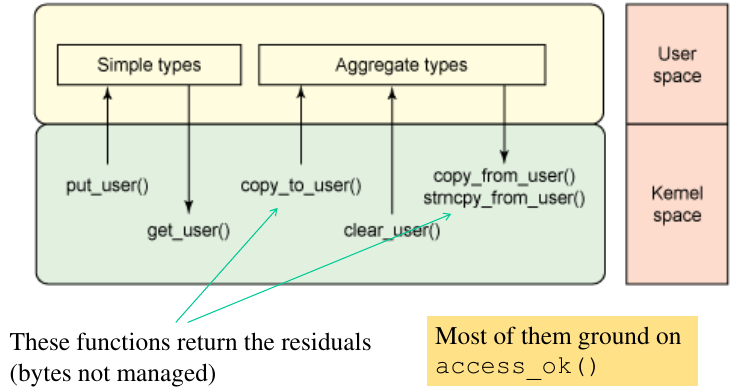 Simple types
Aggregate types
User
space
put_user()
get_user()
copy_to_user()
clear_user()
copy_from_user()
strncpy_from_user()
Kernel
space
These functions return the residuals
(bytes not managed)
Most of them ground on
access_ok()